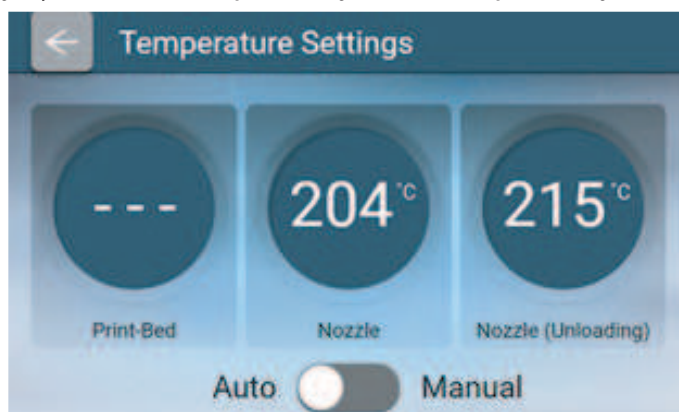 Temperature Settings
--- 204°C 215°C
Print-Bed Nozzle Nozzle (Unloading)
Auto Manual